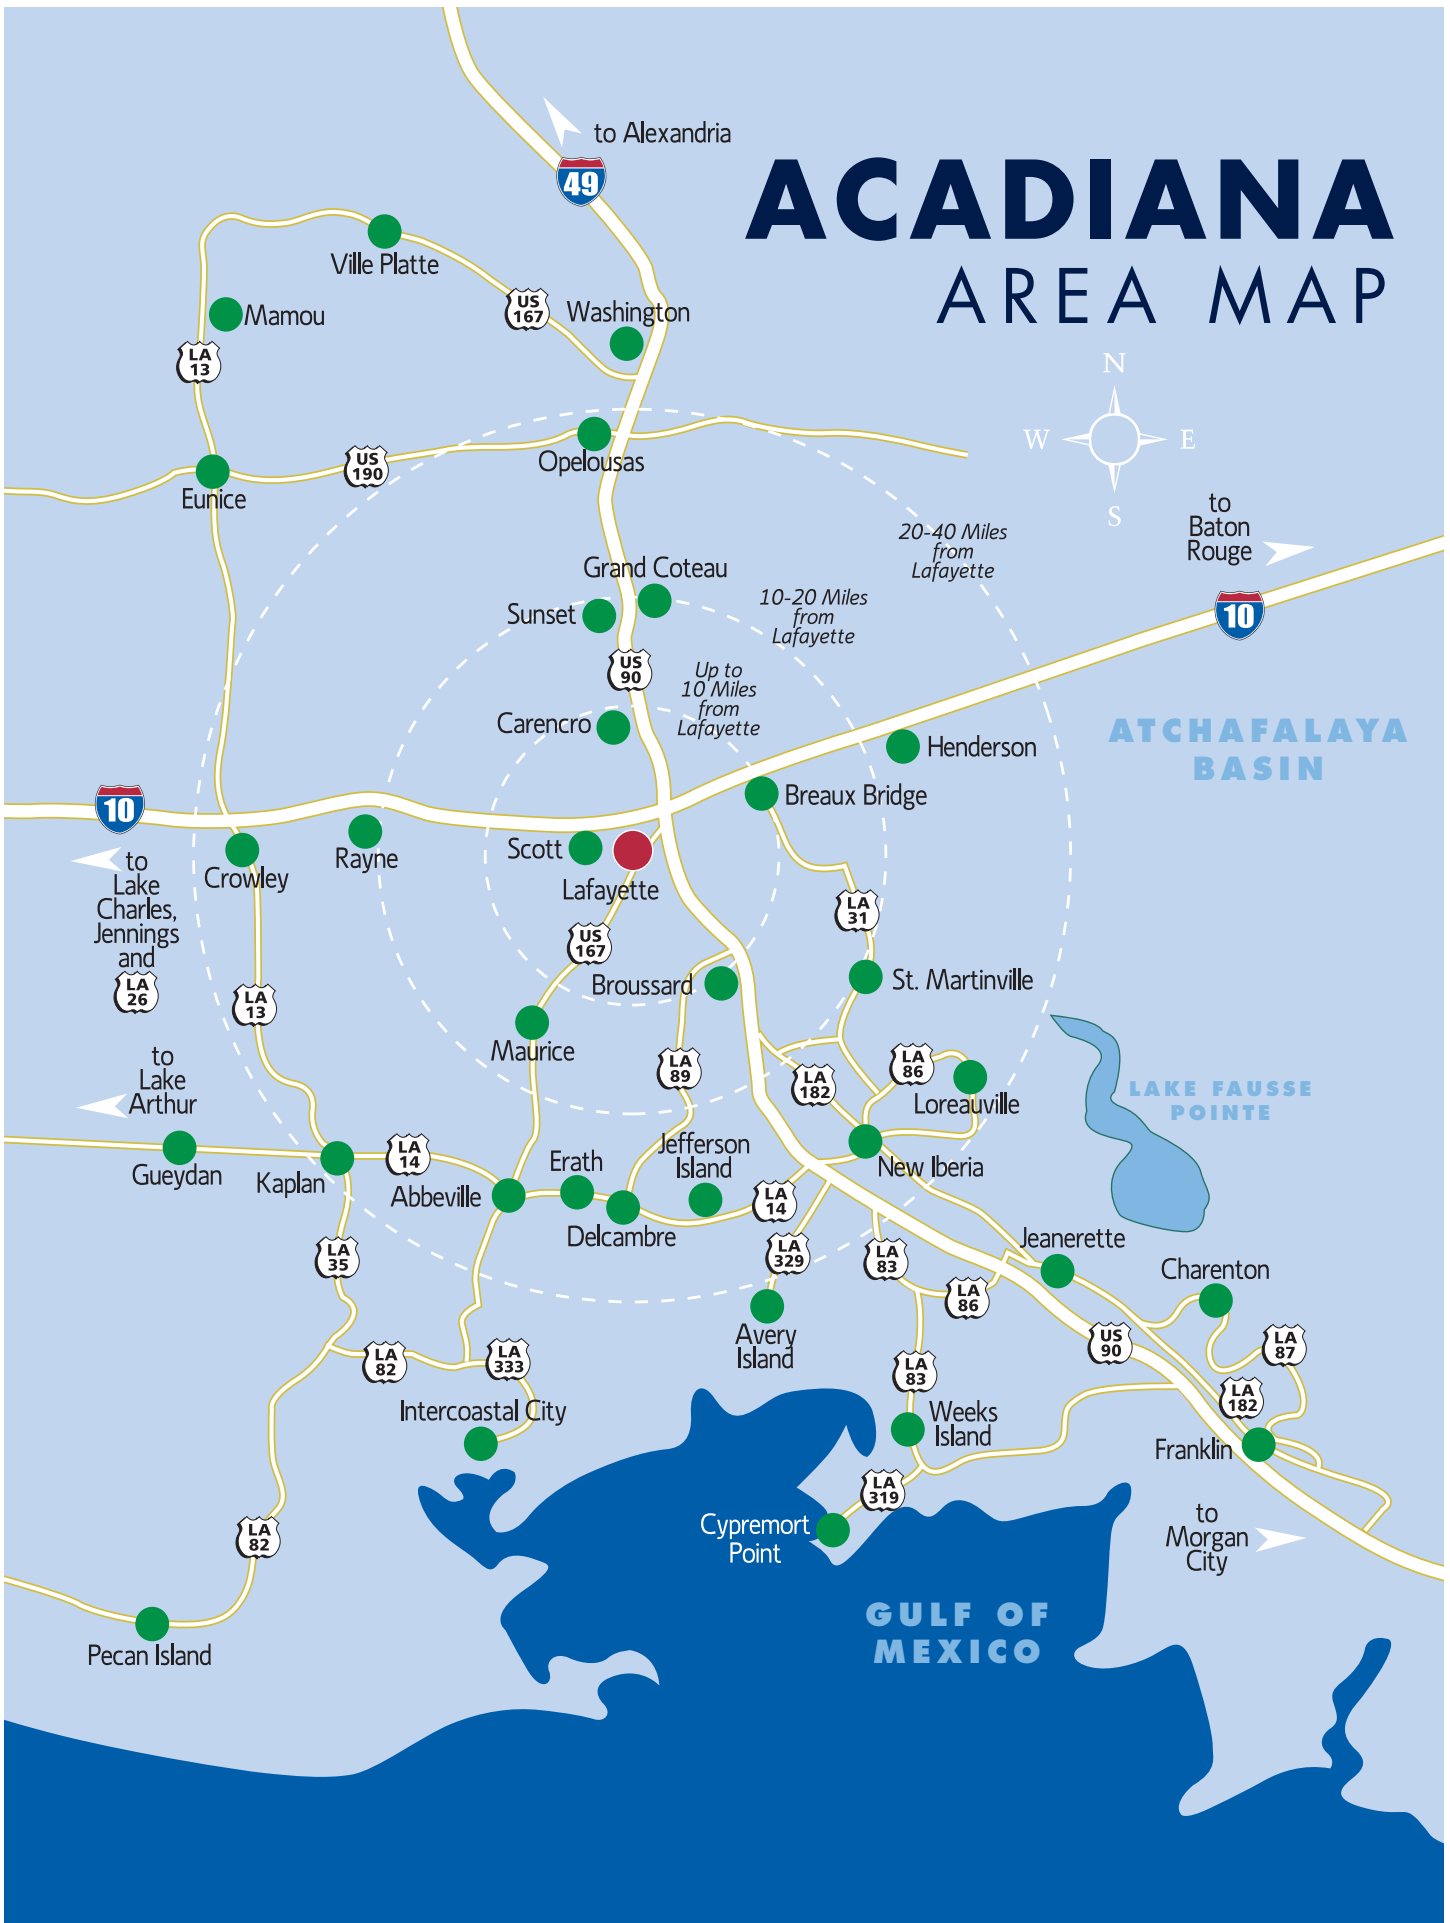 to Alexandria
49
ACADIANA
AREA MAP
Ville Platte
Mamou
US
167
Washington
LA
13
N
W
E
S
Opelousas
US
190
Eunice
to
Baton
Rouge
20-40 Miles
from
Lafayette
Grand Coteau
10-20 Miles
from
Lafayette
Sunset
10
US
90
Up to
10 Miles
from
Lafayette
Carencro
ATCHAFALAYA
BASIN
Henderson
Breaux Bridge
10
Scott
Rayne
Crowley
Lafayette
to
Lake
Charles,
Jennings
and
LA
26
LA
31
US
167
Broussard
St. Martinville
LA
13
Maurice
to
Lake
Arthur
LA
89
LA
182
LA
86
Loreauville
LAKE FAUSSE
POINTE
Gueydan
Kaplan
LA
14
Abbeville
Erath
Jefferson
Island
New Iberia
Delcambre
LA
14
LA
35
LA
329
LA
83
Jeanerette
Charenton
LA
86
Avery
Island
LA
82
LA
333
US
90
LA
87
LA
83
LA
182
Intercoastal City
Weeks
Island
Franklin
LA
319
Cypremort
Point
to
Morgan
City
LA
82
Pecan Island
GULF OF
MEXICO